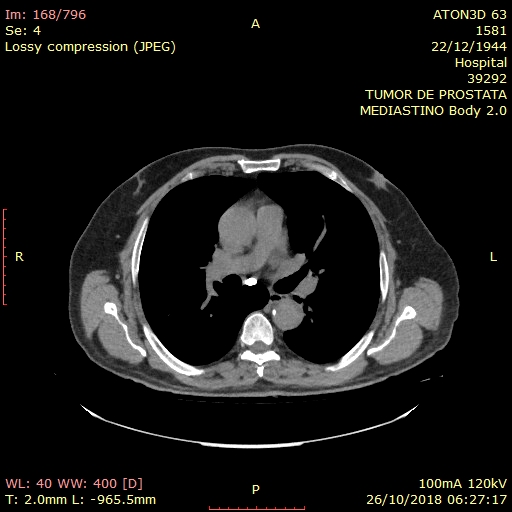 Im: 168/796
Se: 4
Lossy compression (JPEG)
A
ATON3D 63
1581
22/12/1944
Hospital
39292
TUMOR DE PROSTATA
MEDIASTINO Body 2.0
R
L
WL: 40 WW: 400 [D]
T: 2.0mm L: -965.5mm
P
100mA 120kV
26/10/2018 06:27:17